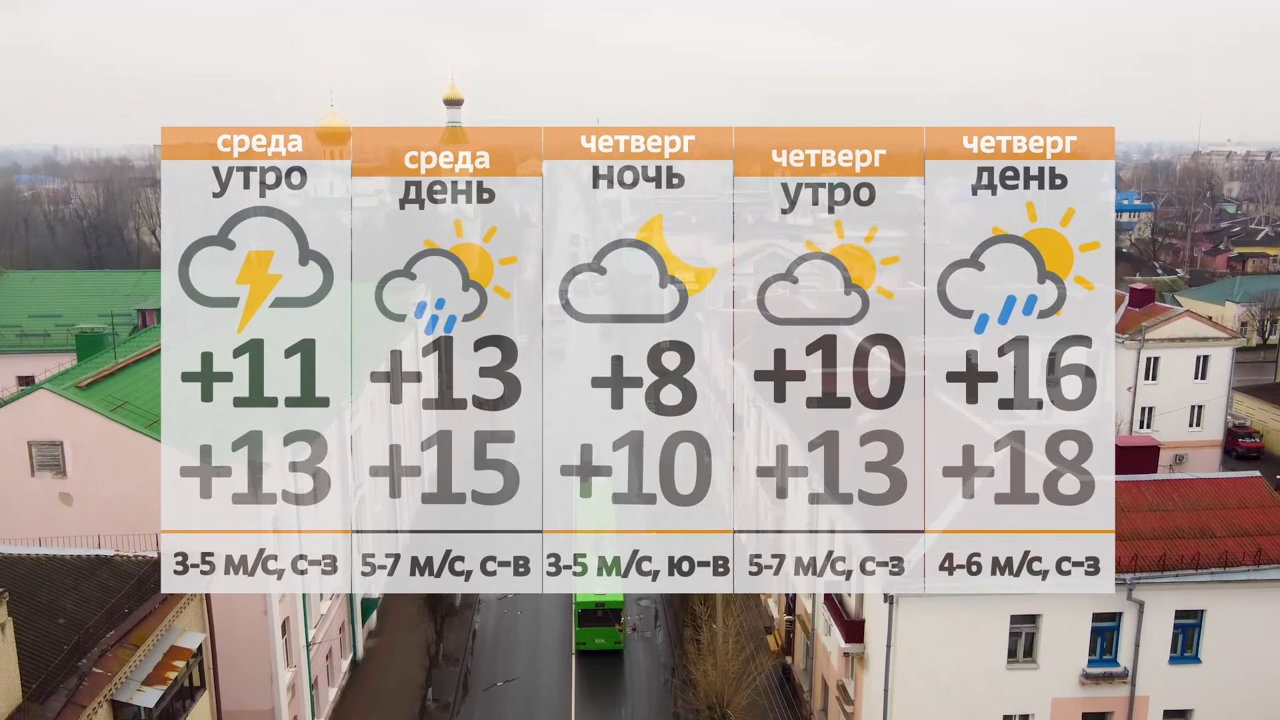 среда
утро
+11
+13
3-5 м/с, с-з
среда
день
+13
+15
5-7 м/с, с-в
четверг
ночь
+8
+10
3-5 м/с, ю-в
четверг
утро
+10
+13
5-7 м/с, с-з
четверг
день
+16
+18
4-6 м/с, с-з